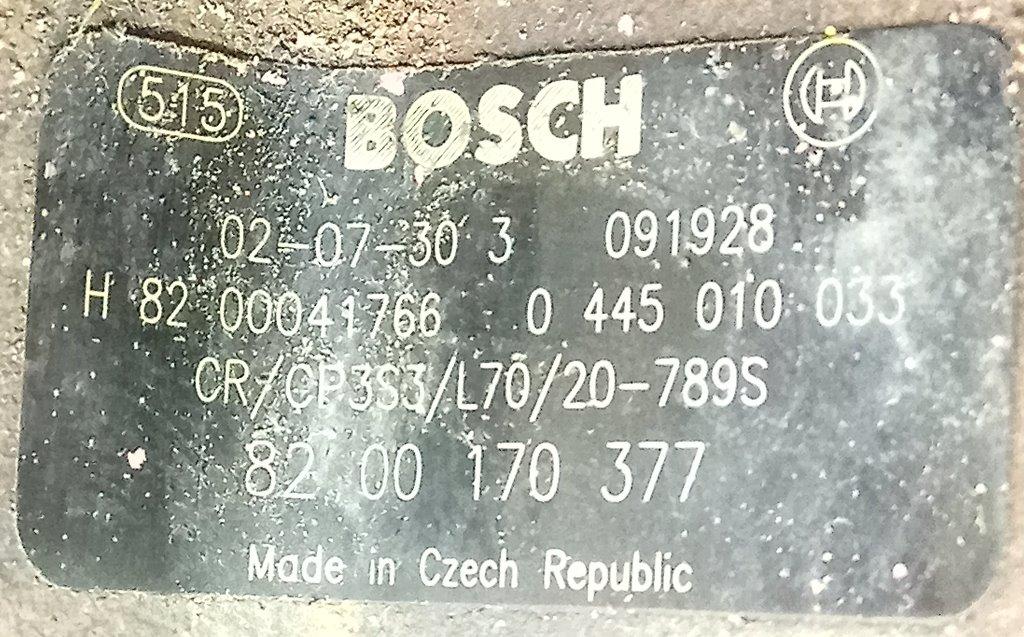 515 BOSCH
02-07-30 3 091928
H 82 00041766 0 445 010 033
CR/CP3S3/L70/20-789S
82 00 170 377
Made in Czech Republic